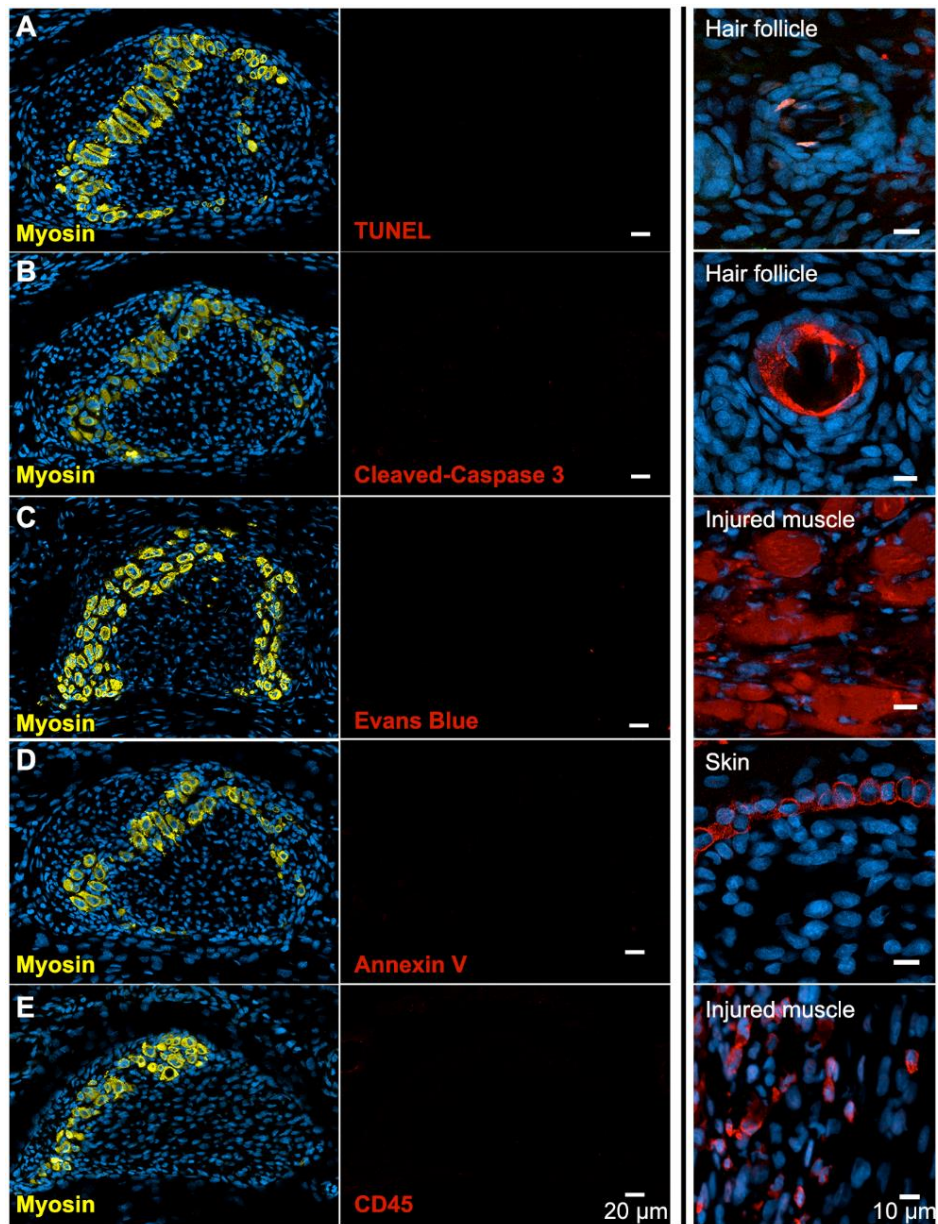 A
Myosin
TUNEL
Hair follicle
B
Myosin
Cleaved-Caspase 3
Hair follicle
C
Myosin
Evans Blue
Injured muscle
D
Myosin
Annexin V
Skin
E
Myosin
CD45
20 µm
Injured muscle
10 µm